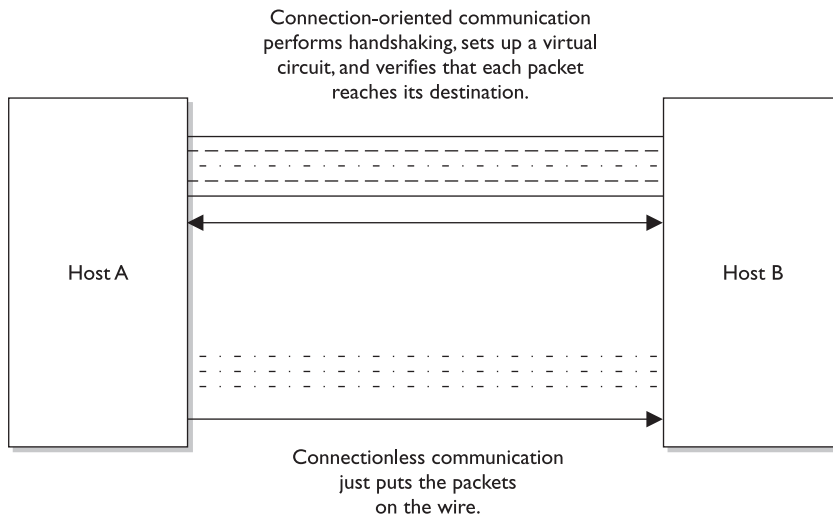 Connection-oriented communication
performs handshaking, sets up a virtual
circuit, and verifies that each packet
reaches its destination.
Host A
Host B
Connectionless communication
just puts the packets
on the wire.